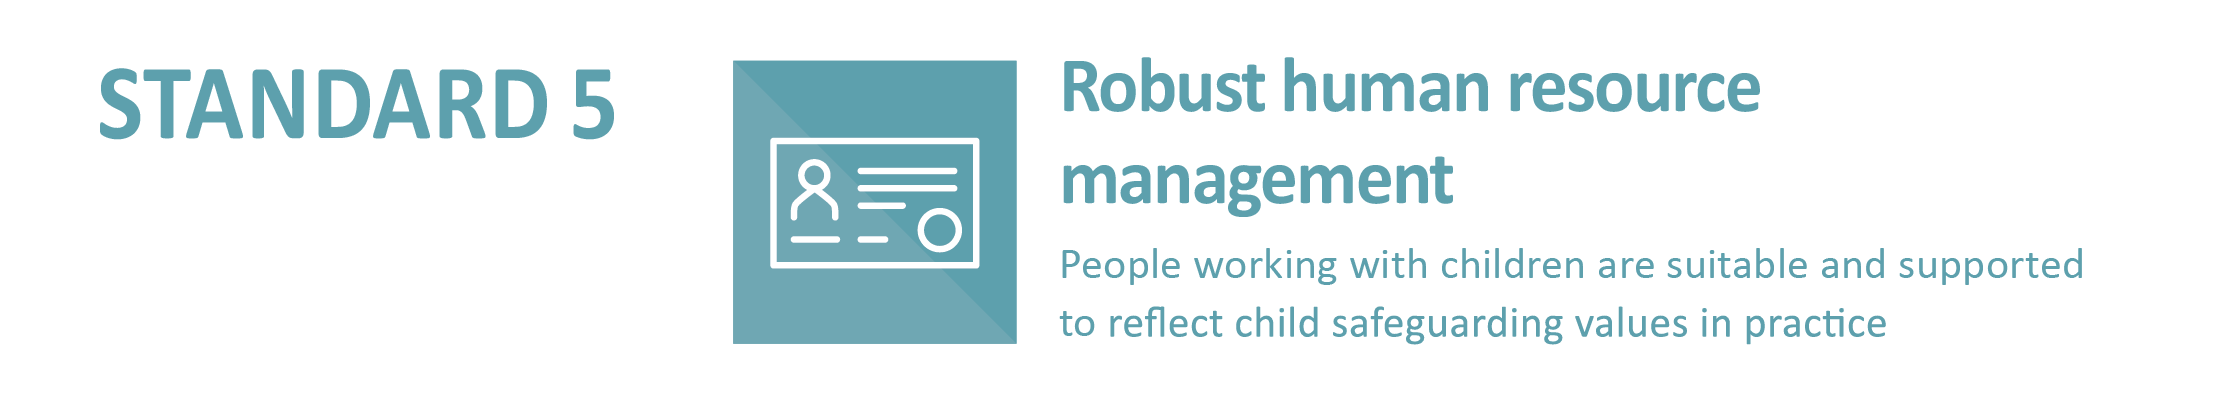 STANDARD 5
Robust human resource
management
People working with children are suitable and supported
to reflect child safeguarding values in practice